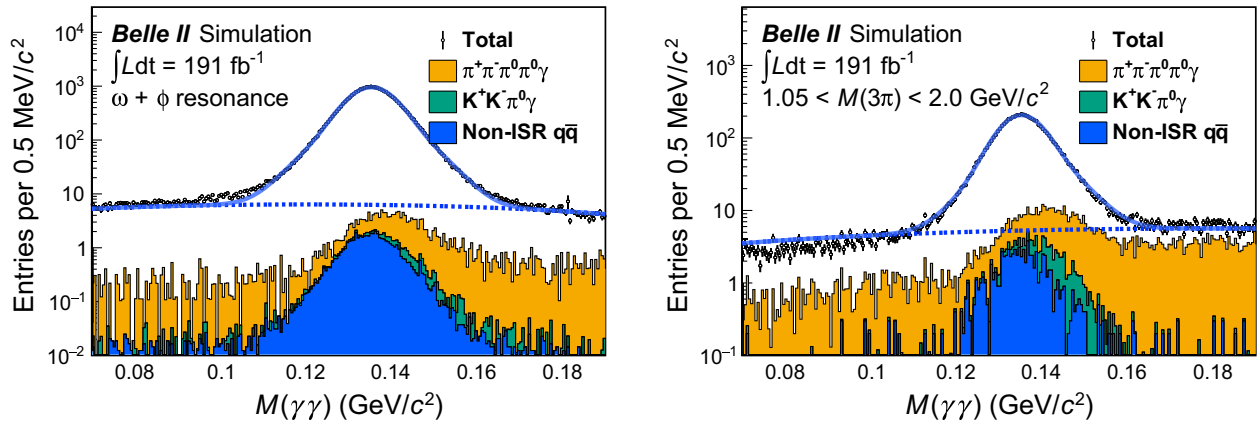 Belle II Simulation
∫Ldt = 191 fb⁻¹
ω + ϕ resonance
Total
π⁺π⁻π⁰π⁰γ
K⁺K⁻π⁰γ
Non-ISR qq̅
Entries per 0.5 MeV/c²
10⁴
10³
10²
10
1
10⁻¹
10⁻²
0.08 0.1 0.12 0.14 0.16 0.18
M(γγ) (GeV/c²)
Belle II Simulation
∫Ldt = 191 fb⁻¹
1.05 < M(3π) < 2.0 GeV/c²
Total
π⁺π⁻π⁰π⁰γ
K⁺K⁻π⁰γ
Non-ISR qq̅
Entries per 0.5 MeV/c²
10³
10²
10
1
10⁻¹
0.08 0.1 0.12 0.14 0.16 0.18
M(γγ) (GeV/c²)